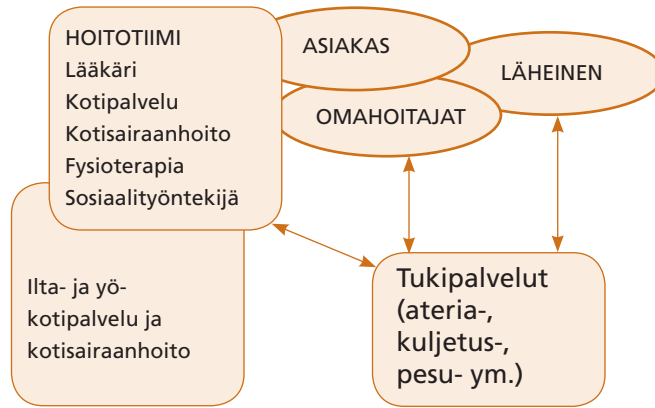 HOITOTIIMI
Lääkäri
Kotipalvelu
Kotisairaanhoito
Fysioterapia
Sosiaalityöntekijä
ASIAKAS
LÄHEINEN
OMAHOITAJAT
Ilta- ja yö-
kotipalvelu ja
kotisairaanhoito
Tukipalvelut
(ateria-,
kuljetus-,
pesu- ym.)